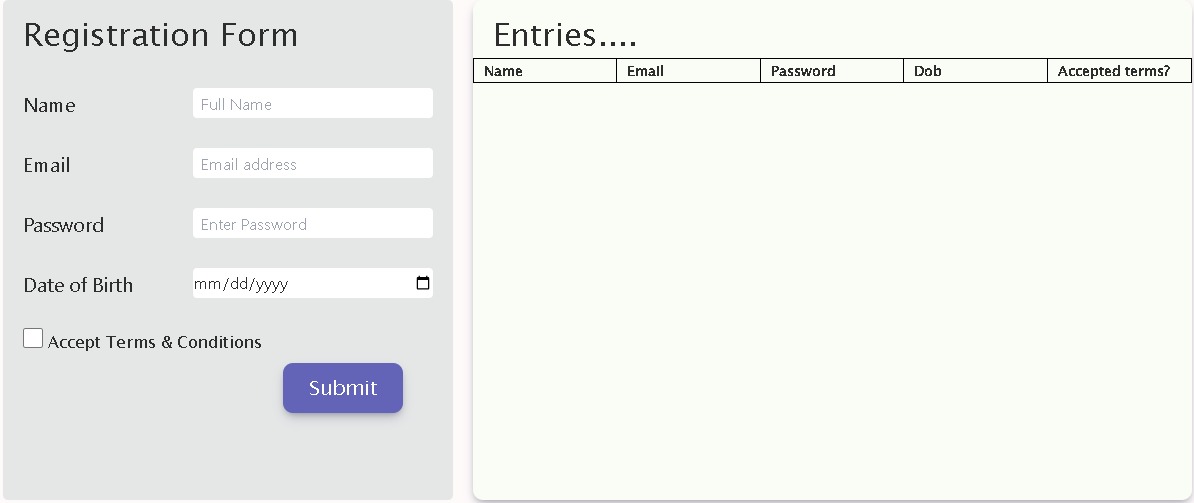 Registration Form
Name
Full Name
Email
Email address
Password
Enter Password
Date of Birth
mm/dd/yyyy
Accept Terms & Conditions
Submit
Entries....
Name Email Password Dob Accepted terms?